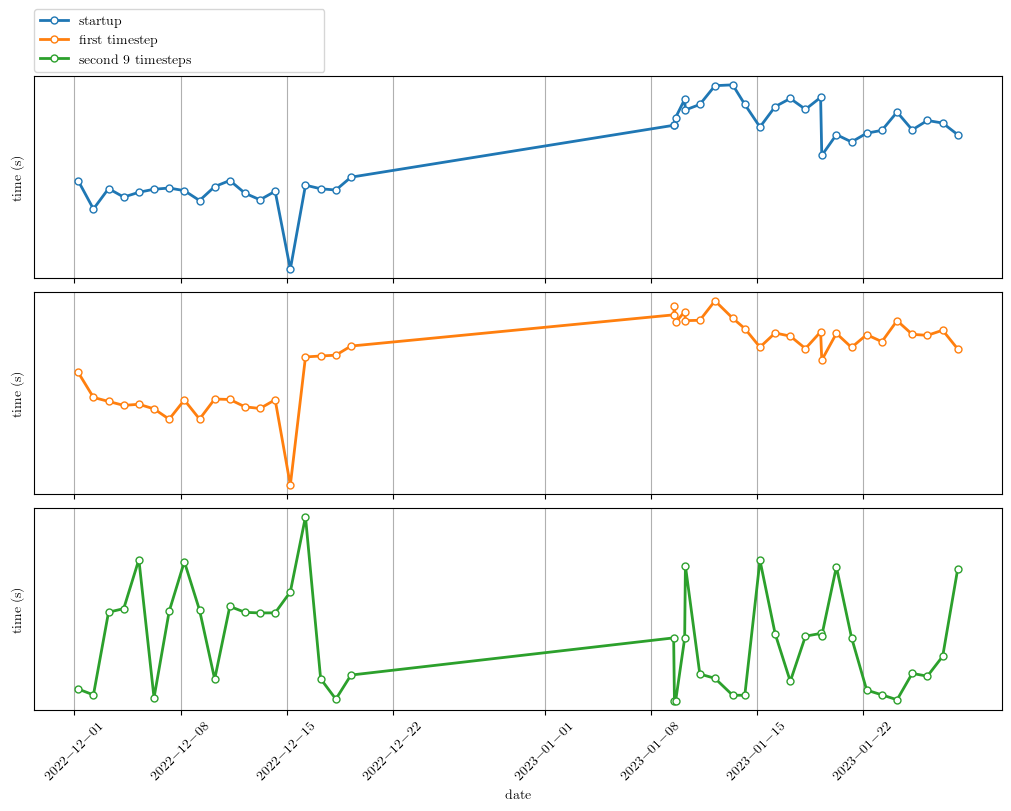 startup
first timestep
second 9 timesteps
time (s)
time (s)
time (s)
2022−12−01
2022−12−08
2022−12−15
2022−12−22
2023−01−01
2023−01−08
2023−01−15
2023−01−22
date